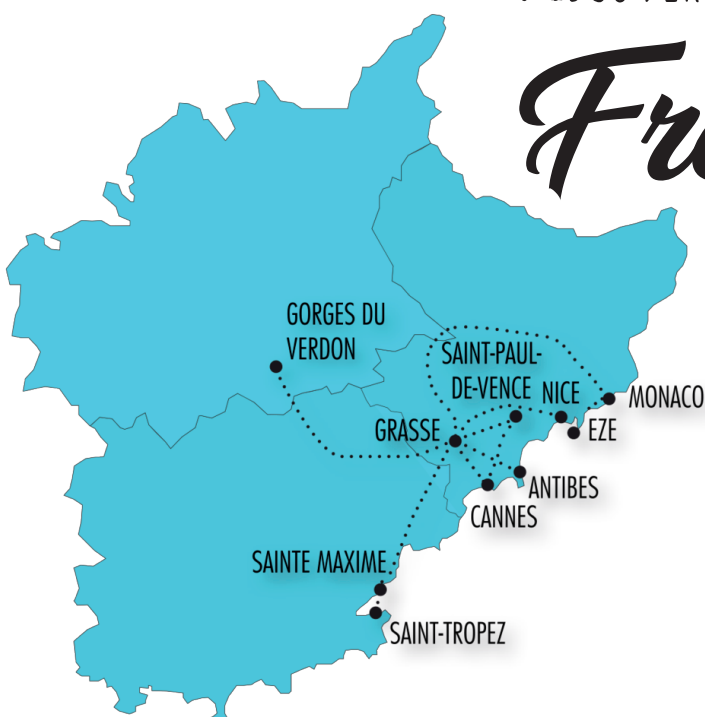 GORGES DU
VERDON
SAINT-PAUL-
DE-VENCE
NICE
MONACO
GRASSE
EZE
ANTIBES
CANNES
SAINTE MAXIME
SAINT-TROPEZ